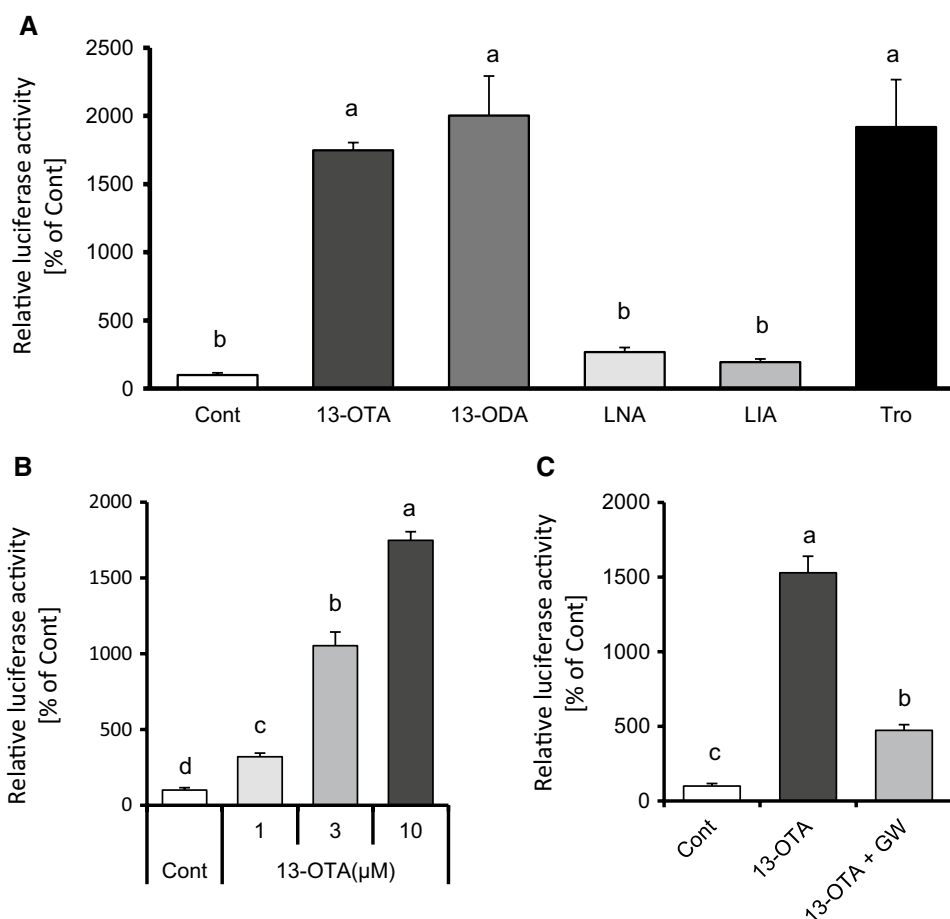 A
Relative luciferase activity
[% of Cont]
2500
2000
1500
1000
500
0
b
a
a
b
b
a
Cont
13-OTA
13-ODA
LNA
LIA
Tro
B
Relative luciferase activity
[% of Cont]
2000
1500
1000
500
0
d
c
b
a
1
3
10
Cont
13-OTA(μM)
C
Relative luciferase activity
[% of Cont]
2000
1500
1000
500
0
c
a
b
Cont
13-OTA
13-OTA + GW